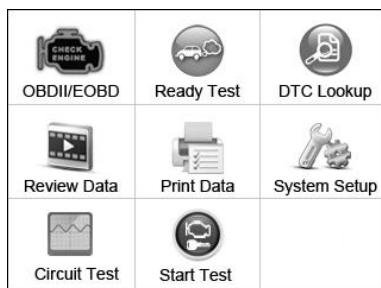 CHECK
ENGINE
OBDII/EOBD
Ready Test
DTC Lookup
Review Data
Print Data
System Setup
Circuit Test
Start Test